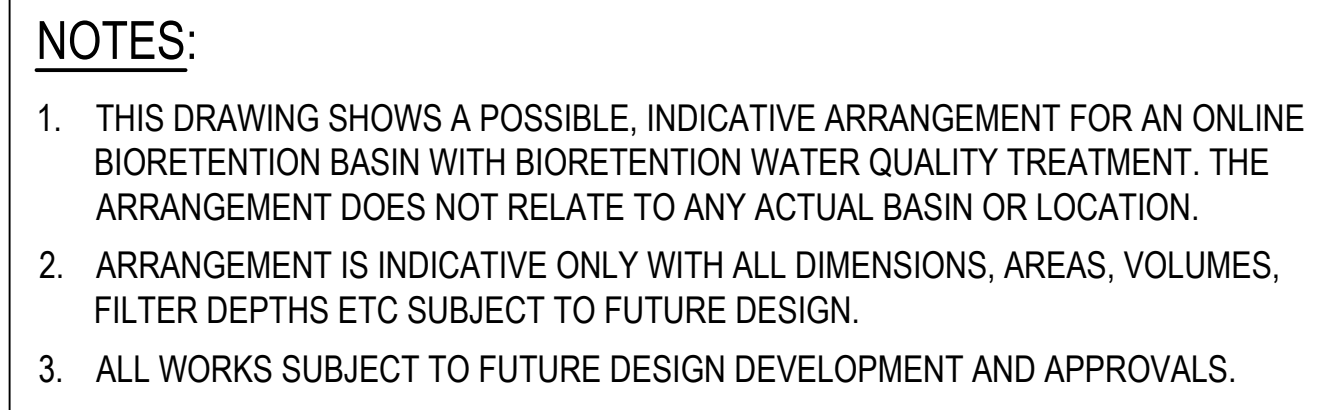 NOTES:
1. THIS DRAWING SHOWS A POSSIBLE, INDICATIVE ARRANGEMENT FOR AN ONLINE
BIORETENTION BASIN WITH BIORETENTION WATER QUALITY TREATMENT. THE
ARRANGEMENT DOES NOT RELATE TO ANY ACTUAL BASIN OR LOCATION.
2. ARRANGEMENT IS INDICATIVE ONLY WITH ALL DIMENSIONS, AREAS, VOLUMES,
FILTER DEPTHS ETC SUBJECT TO FUTURE DESIGN.
3. ALL WORKS SUBJECT TO FUTURE DESIGN DEVELOPMENT AND APPROVALS.